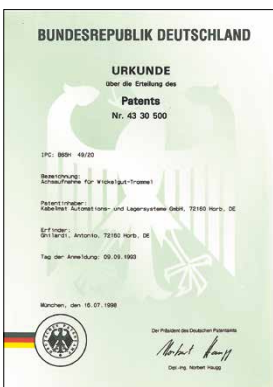 BUNDESREPUBLIK DEUTSCHLAND
URKUNDE
über die Erteilung des
Patents
Nr. 43 30 500
IPC: B65H 49/20
Bezeichnung:
Achsaufnahme für Wickelgut-Trommel
Patentinhaber:
Kabelmat Automations- und Lagersysteme GmbH, 72160 Horb, DE
Erfinder:
Ghilardi, Antonio, 72160 Horb, DE
Tag der Anmeldung: 09.09.1993
München, den 16.07.1998
Der Präsident des Deutschen Patentamts
Norbert Haugg
Dipl.-Ing. Norbert Haugg